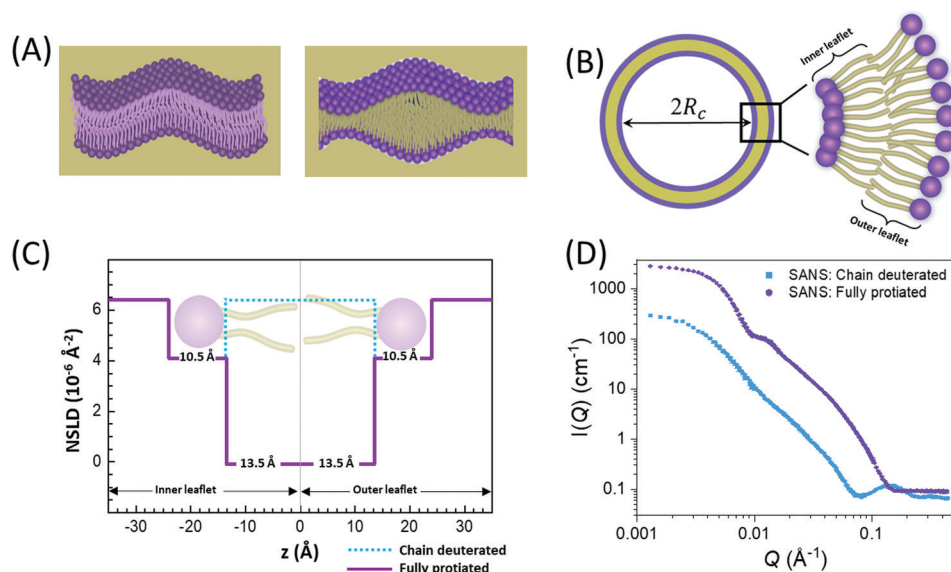 (A)
(B)
Inner leaflet
2R_c
Outer leaflet
(C)
NSLD (10⁻⁶ Å⁻²)
6
4
2
0
10.5 Å
10.5 Å
13.5 Å
13.5 Å
Inner leaflet
Outer leaflet
-30 -20 -10 0 10 20 30
z (Å)
Chain deuterated
Fully protiated
(D)
SANS: Chain deuterated
SANS: Fully protiated
I(Q) (cm⁻¹)
1000
100
10
1
0.1
0.001 0.01 0.1
Q (Å⁻¹)